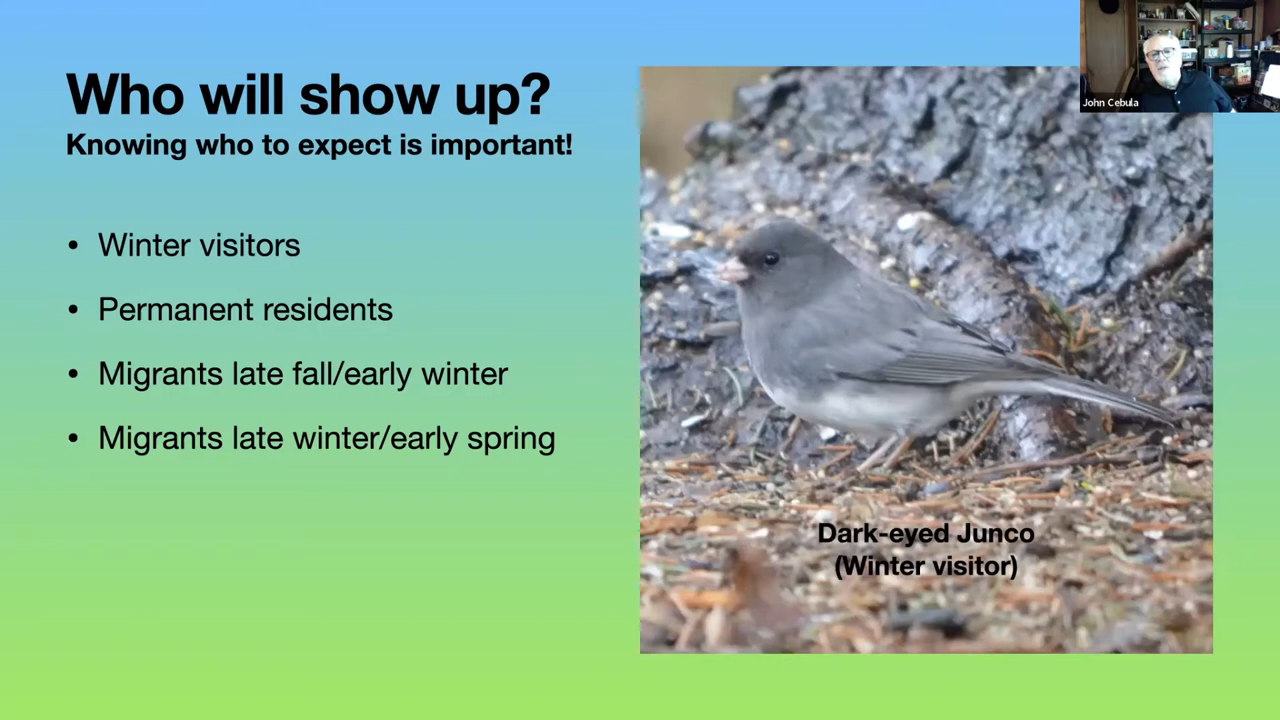 Who will show up?
Knowing who to expect is important!
• Winter visitors
• Permanent residents
• Migrants late fall/early winter
• Migrants late winter/early spring
Dark-eyed Junco
(Winter visitor)
John Cebula